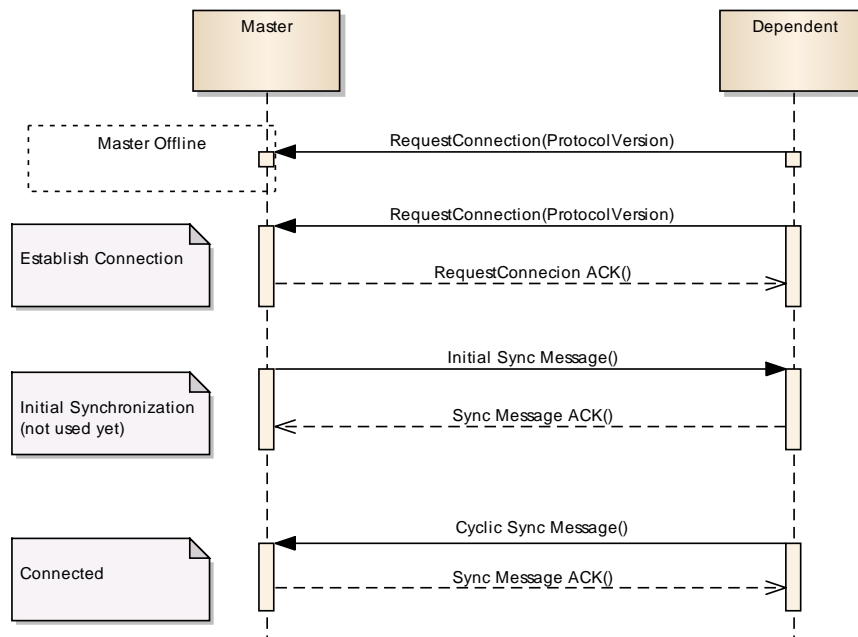 Master
Dependent
Master Offline
RequestConnection(ProtocolVersion)
RequestConnection(ProtocolVersion)
Establish Connection
RequestConnecion ACK()
Initial Sync Message()
Initial Synchronization
(not used yet)
Sync Message ACK()
Cyclic Sync Message()
Connected
Sync Message ACK()